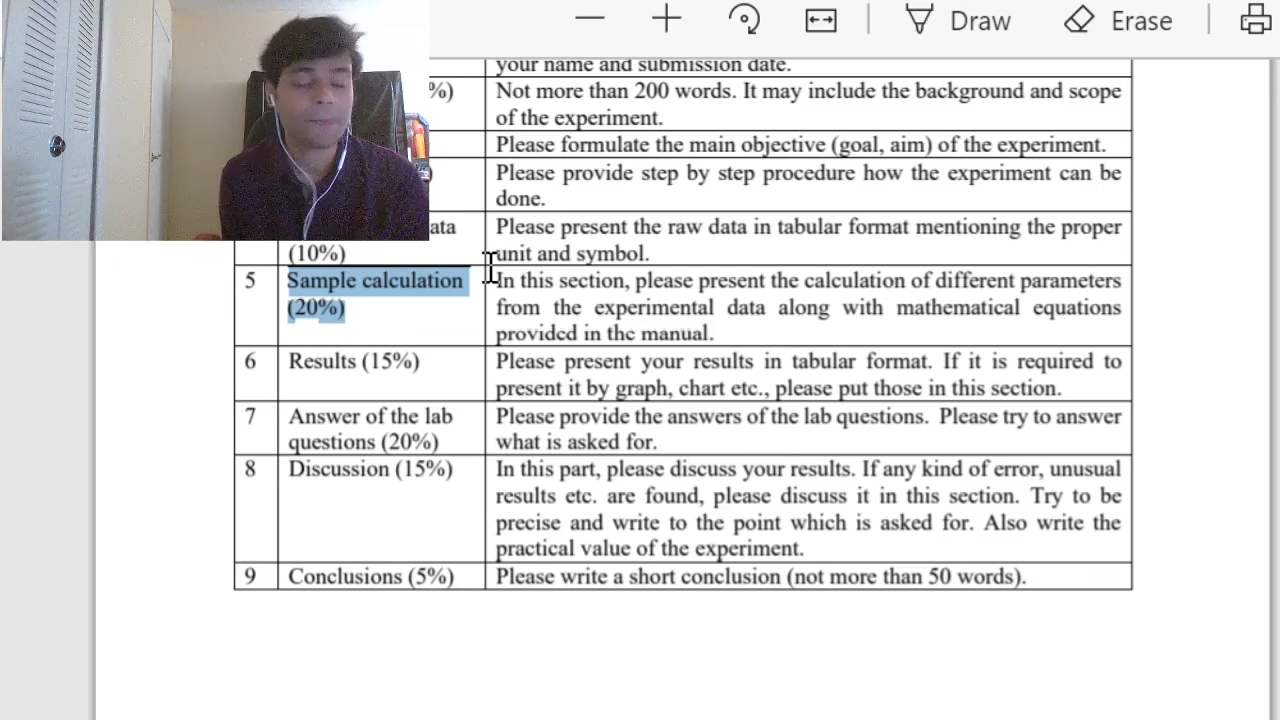 Draw
Erase
your name and submission date.
%)
Not more than 200 words. It may include the background and scope
of the experiment.
Please formulate the main objective (goal, aim) of the experiment.
)
Please provide step by step procedure how the experiment can be
done.
ata
(10%)
Please present the raw data in tabular format mentioning the proper
unit and symbol.
5
Sample calculation
(20%)
In this section, please present the calculation of different parameters
from the experimental data along with mathematical equations
provided in the manual.
6
Results (15%)
Please present your results in tabular format. If it is required to
present it by graph, chart etc., please put those in this section.
7
Answer of the lab
questions (20%)
Please provide the answers of the lab questions. Please try to answer
what is asked for.
8
Discussion (15%)
In this part, please discuss your results. If any kind of error, unusual
results etc. are found, please discuss it in this section. Try to be
precise and write to the point which is asked for. Also write the
practical value of the experiment.
9
Conclusions (5%)
Please write a short conclusion (not more than 50 words).